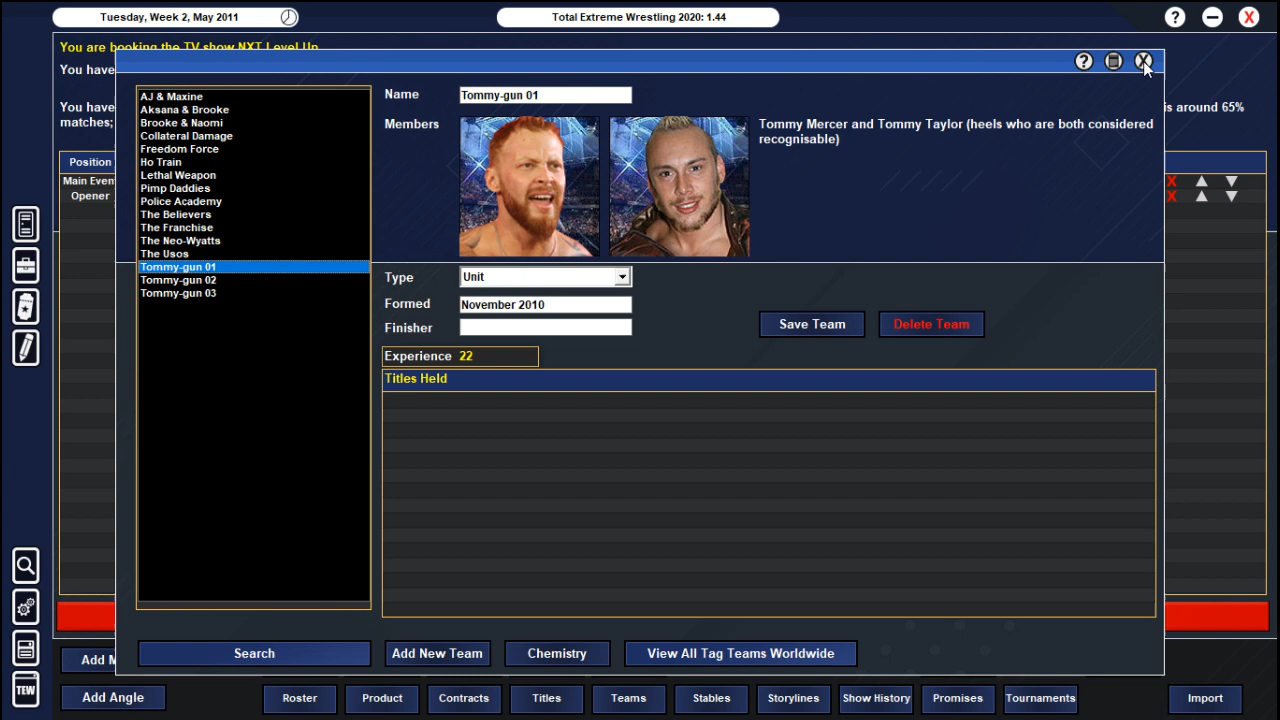 Tuesday, Week 2, May 2011
Total Extreme Wrestling 2020: 1.44
?
X
You are booking the TV show NXT Level Up
You have
You have
is around 65%
matches;
Position
Main Even
Opener
X
X
? X
AJ & Maxine
Aksana & Brooke
Brooke & Naomi
Collateral Damage
Freedom Force
Ho Train
Lethal Weapon
Pimp Daddies
Police Academy
The Believers
The Franchise
The Neo-Wyatts
The Usos
Tommy-gun 01
Tommy-gun 02
Tommy-gun 03
Name Tommy-gun 01
Members
Tommy Mercer and Tommy Taylor (heels who are both considered
recognisable)
Type Unit
Formed November 2010
Finisher
Save Team Delete Team
Experience 22
Titles Held
Search Add New Team Chemistry View All Tag Teams Worldwide
Add M
Add Angle Roster Product Contracts Titles Teams Stables Storylines Show History Promises Tournaments Import
TEW